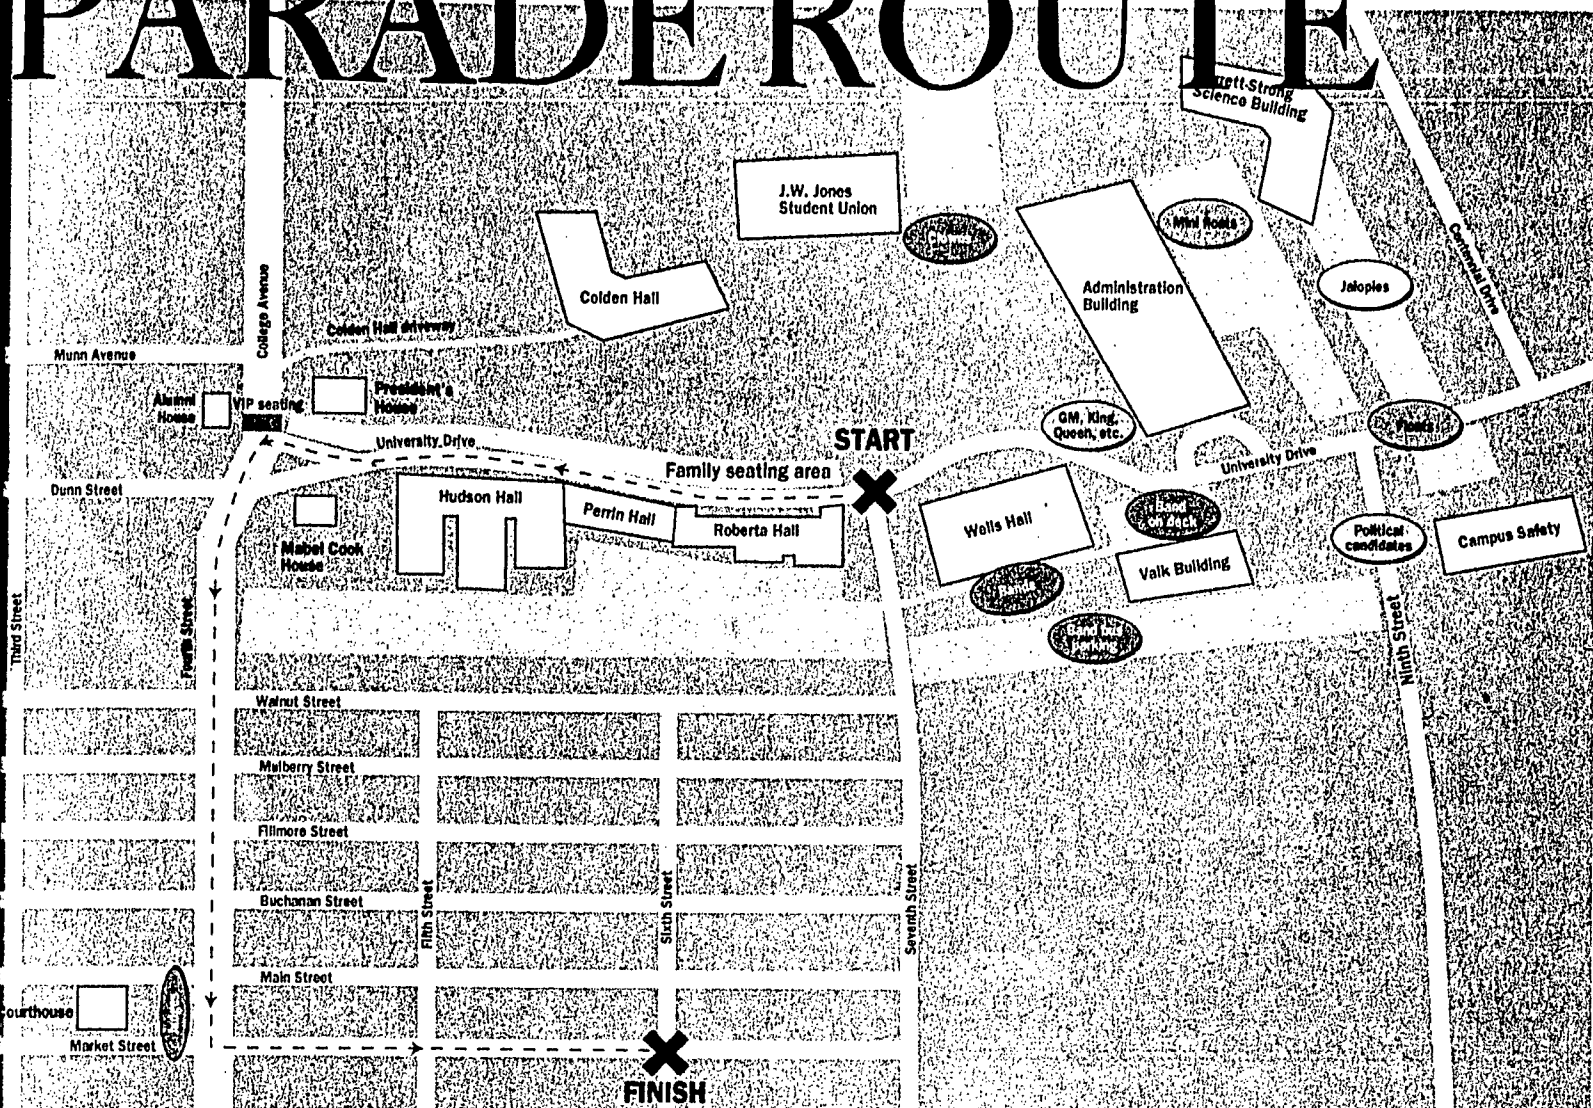 PARADE ROUTE
Science Building
J.W. Jones
Student Union
Mini floats
Centennial Drive
Colden Hall
Administration
Building
Jalopies
College Avenue
Colden Hall driveway
Munn Avenue
Alumni
House
VIP seating
President's
House
University Drive
START
GM, King,
Queen, etc.
Floats
Family seating area
University Drive
Dunn Street
Hudson Hall
Perrin Hall
Roberta Hall
Wells Hall
Band
on deck
Political
candidates
Campus Safety
Mabel Cook
House
Valk Building
Band bus
parking
Third Street
Fourth Street
Ninth Street
Walnut Street
Mulberry Street
Fillmore Street
Buchanan Street
Fifth Street
Sixth Street
Seventh Street
Main Street
Courthouse
Market Street
FINISH